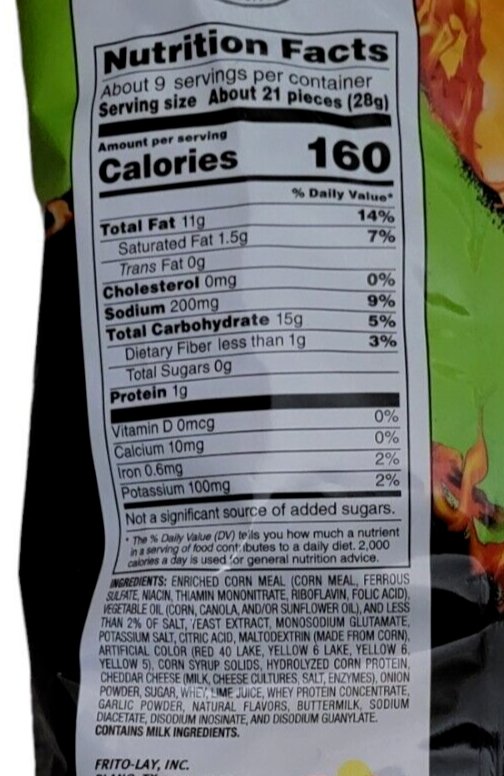 Nutrition Facts
About 9 servings per container
Serving size About 21 pieces (28g)
Amount per serving
Calories 160
% Daily Value*
Total Fat 11g 14%
Saturated Fat 1.5g 7%
Trans Fat 0g
Cholesterol 0mg 0%
Sodium 200mg 9%
Total Carbohydrate 15g 5%
Dietary Fiber less than 1g 3%
Total Sugars 0g
Protein 1g
Vitamin D 0mcg 0%
Calcium 10mg 0%
Iron 0.6mg 2%
Potassium 100mg 2%
Not a significant source of added sugars.
* The % Daily Value (DV) tells you how much a nutrient
in a serving of food contributes to a daily diet. 2,000
calories a day is used for general nutrition advice.
INGREDIENTS: ENRICHED CORN MEAL (CORN MEAL, FERROUS
SULFATE, NIACIN, THIAMIN MONONITRATE, RIBOFLAVIN, FOLIC ACID),
VEGETABLE OIL (CORN, CANOLA, AND/OR SUNFLOWER OIL), AND LESS
THAN 2% OF SALT, YEAST EXTRACT, MONOSODIUM GLUTAMATE,
POTASSIUM SALT, CITRIC ACID, MALTODEXTRIN (MADE FROM CORN),
ARTIFICIAL COLOR (RED 40 LAKE, YELLOW 6 LAKE, YELLOW 6,
YELLOW 5), CORN SYRUP SOLIDS, HYDROLYZED CORN PROTEIN,
CHEDDAR CHEESE (MILK, CHEESE CULTURES, SALT, ENZYMES), ONION
POWDER, SUGAR, WHEY, LIME JUICE, WHEY PROTEIN CONCENTRATE,
GARLIC POWDER, NATURAL FLAVORS, BUTTERMILK, SODIUM
DIACETATE, DISODIUM INOSINATE, AND DISODIUM GUANYLATE.
CONTAINS MILK INGREDIENTS.
FRITO-LAY, INC.